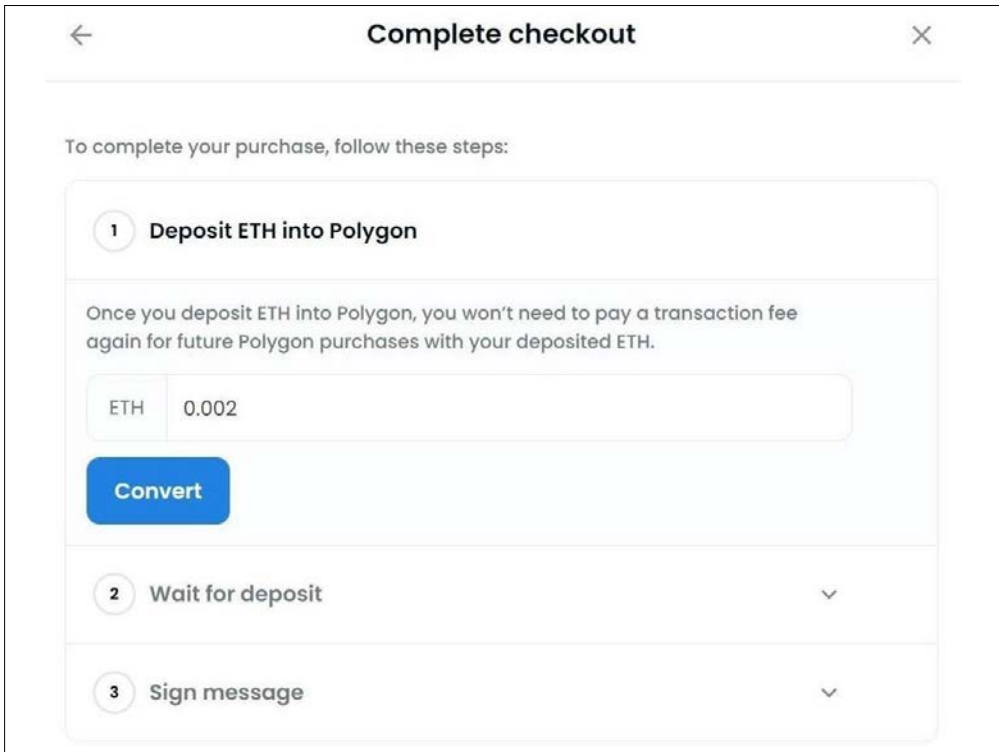 Complete checkout
To complete your purchase, follow these steps:
1 Deposit ETH into Polygon
Once you deposit ETH into Polygon, you won't need to pay a transaction fee
again for future Polygon purchases with your deposited ETH.
ETH 0.002
Convert
2 Wait for deposit
3 Sign message